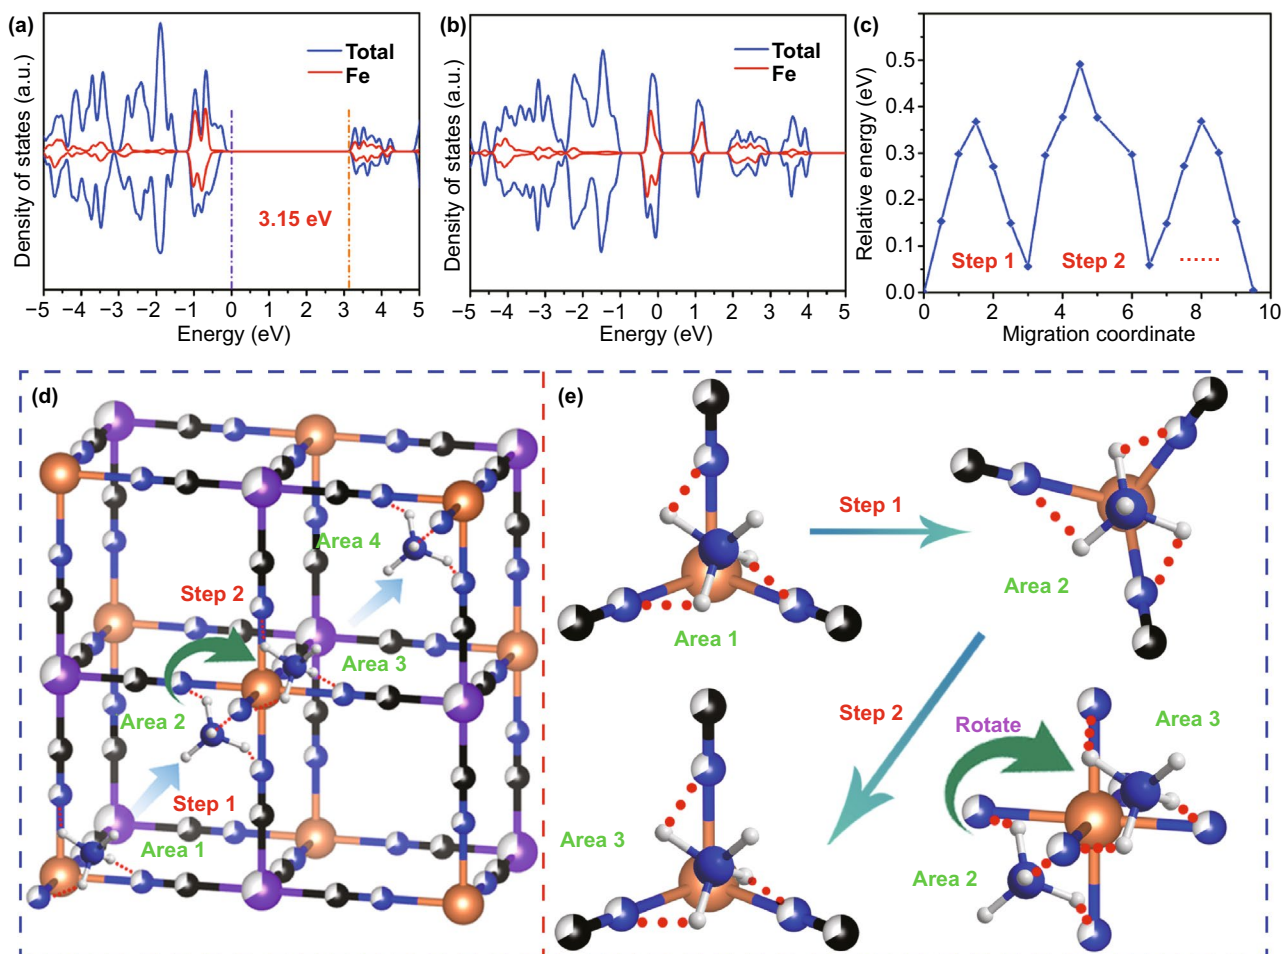 (a)
Total
Fe
3.15 eV
Density of states (a.u.)
−5 −4 −3 −2 −1 0 1 2 3 4 5
Energy (eV)
(b)
Total
Fe
Density of states (a.u.)
−5 −4 −3 −2 −1 0 1 2 3 4 5
Energy (eV)
(c)
0.5
0.4
0.3
0.2
0.1
0.0
Relative energy (eV)
Step 1
Step 2
......
0 2 4 6 8 10
Migration coordinate
(d)
Area 4
Step 2
Area 3
Area 2
Step 1
Area 1
(e)
Step 1
Area 1
Area 2
Step 2
Area 3
Rotate
Area 3
Area 2